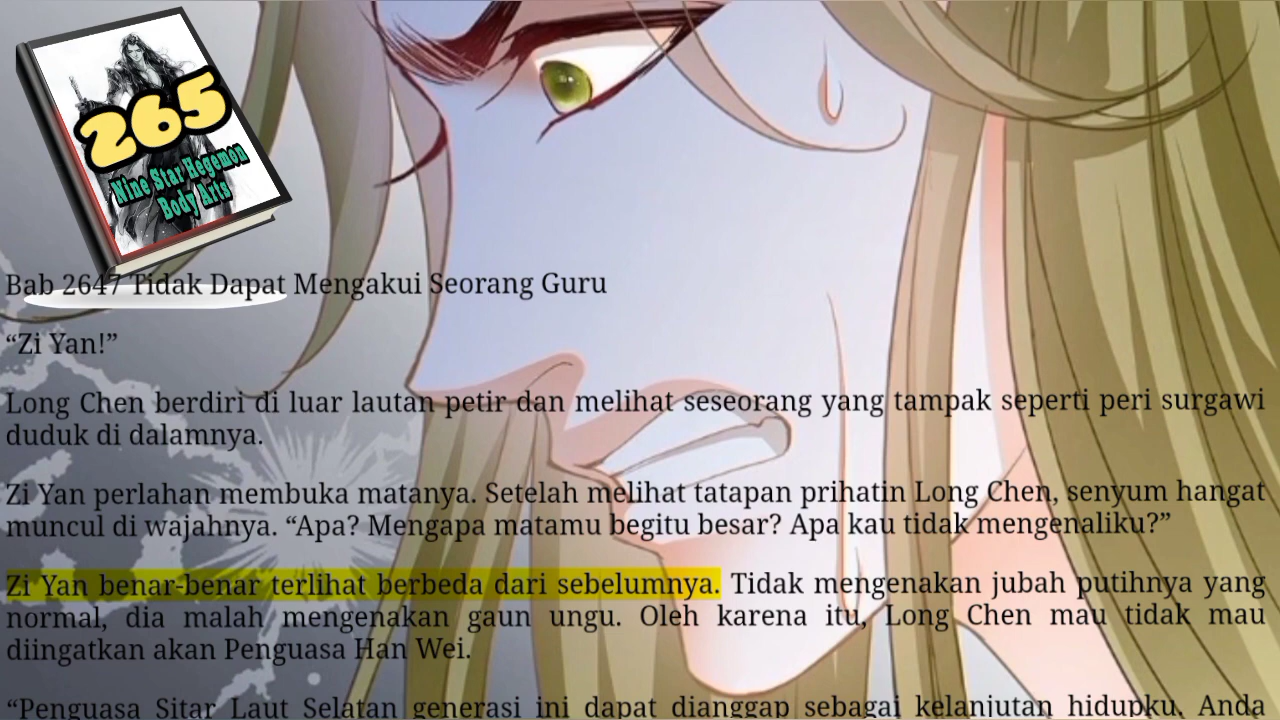 265
Nine Star Hegemon
Body Arts
Bab 2647 Tidak Dapat Mengakui Seorang Guru
“Zi Yan!”
Long Chen berdiri di luar lautan petir dan melihat seseorang yang tampak seperti peri surgawi
duduk di dalamnya.
Zi Yan perlahan membuka matanya. Setelah melihat tatapan prihatin Long Chen, senyum hangat
muncul di wajahnya. “Apa? Mengapa matamu begitu besar? Apa kau tidak mengenaliku?”
Zi Yan benar-benar terlihat berbeda dari sebelumnya. Tidak mengenakan jubah putihnya yang
normal, dia malah mengenakan gaun ungu. Oleh karena itu, Long Chen mau tidak mau
diingatkan akan Penguasa Han Wei.
“Penguasa Sitar Laut Selatan generasi ini dapat dianggap sebagai kelanjutan hidupku. Anda